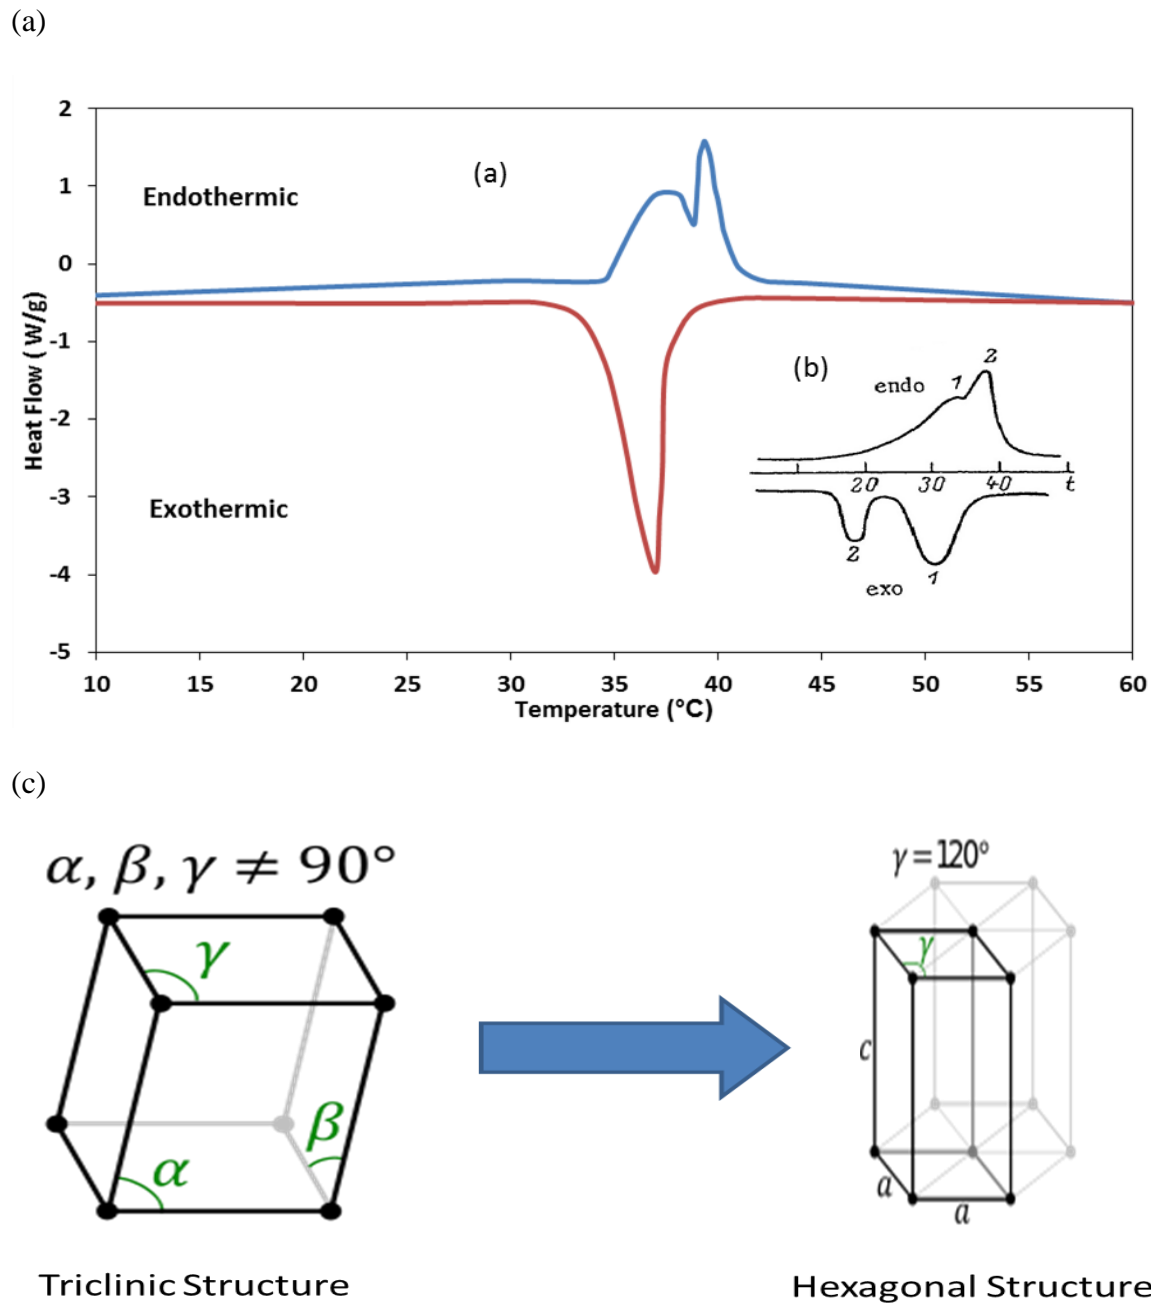 (a)
2
1
0
-1
-2
-3
-4
-5
Heat Flow ( W/g)
Endothermic
(a)
Exothermic
(b)
endo
1
2
20
30
40
t
2
1
exo
10
15
20
25
30
35
40
45
50
55
60
Temperature (°C)
(c)
α, β, γ ≠ 90°
γ
β
α
Triclinic Structure
γ = 120°
γ
c
a
a
Hexagonal Structure